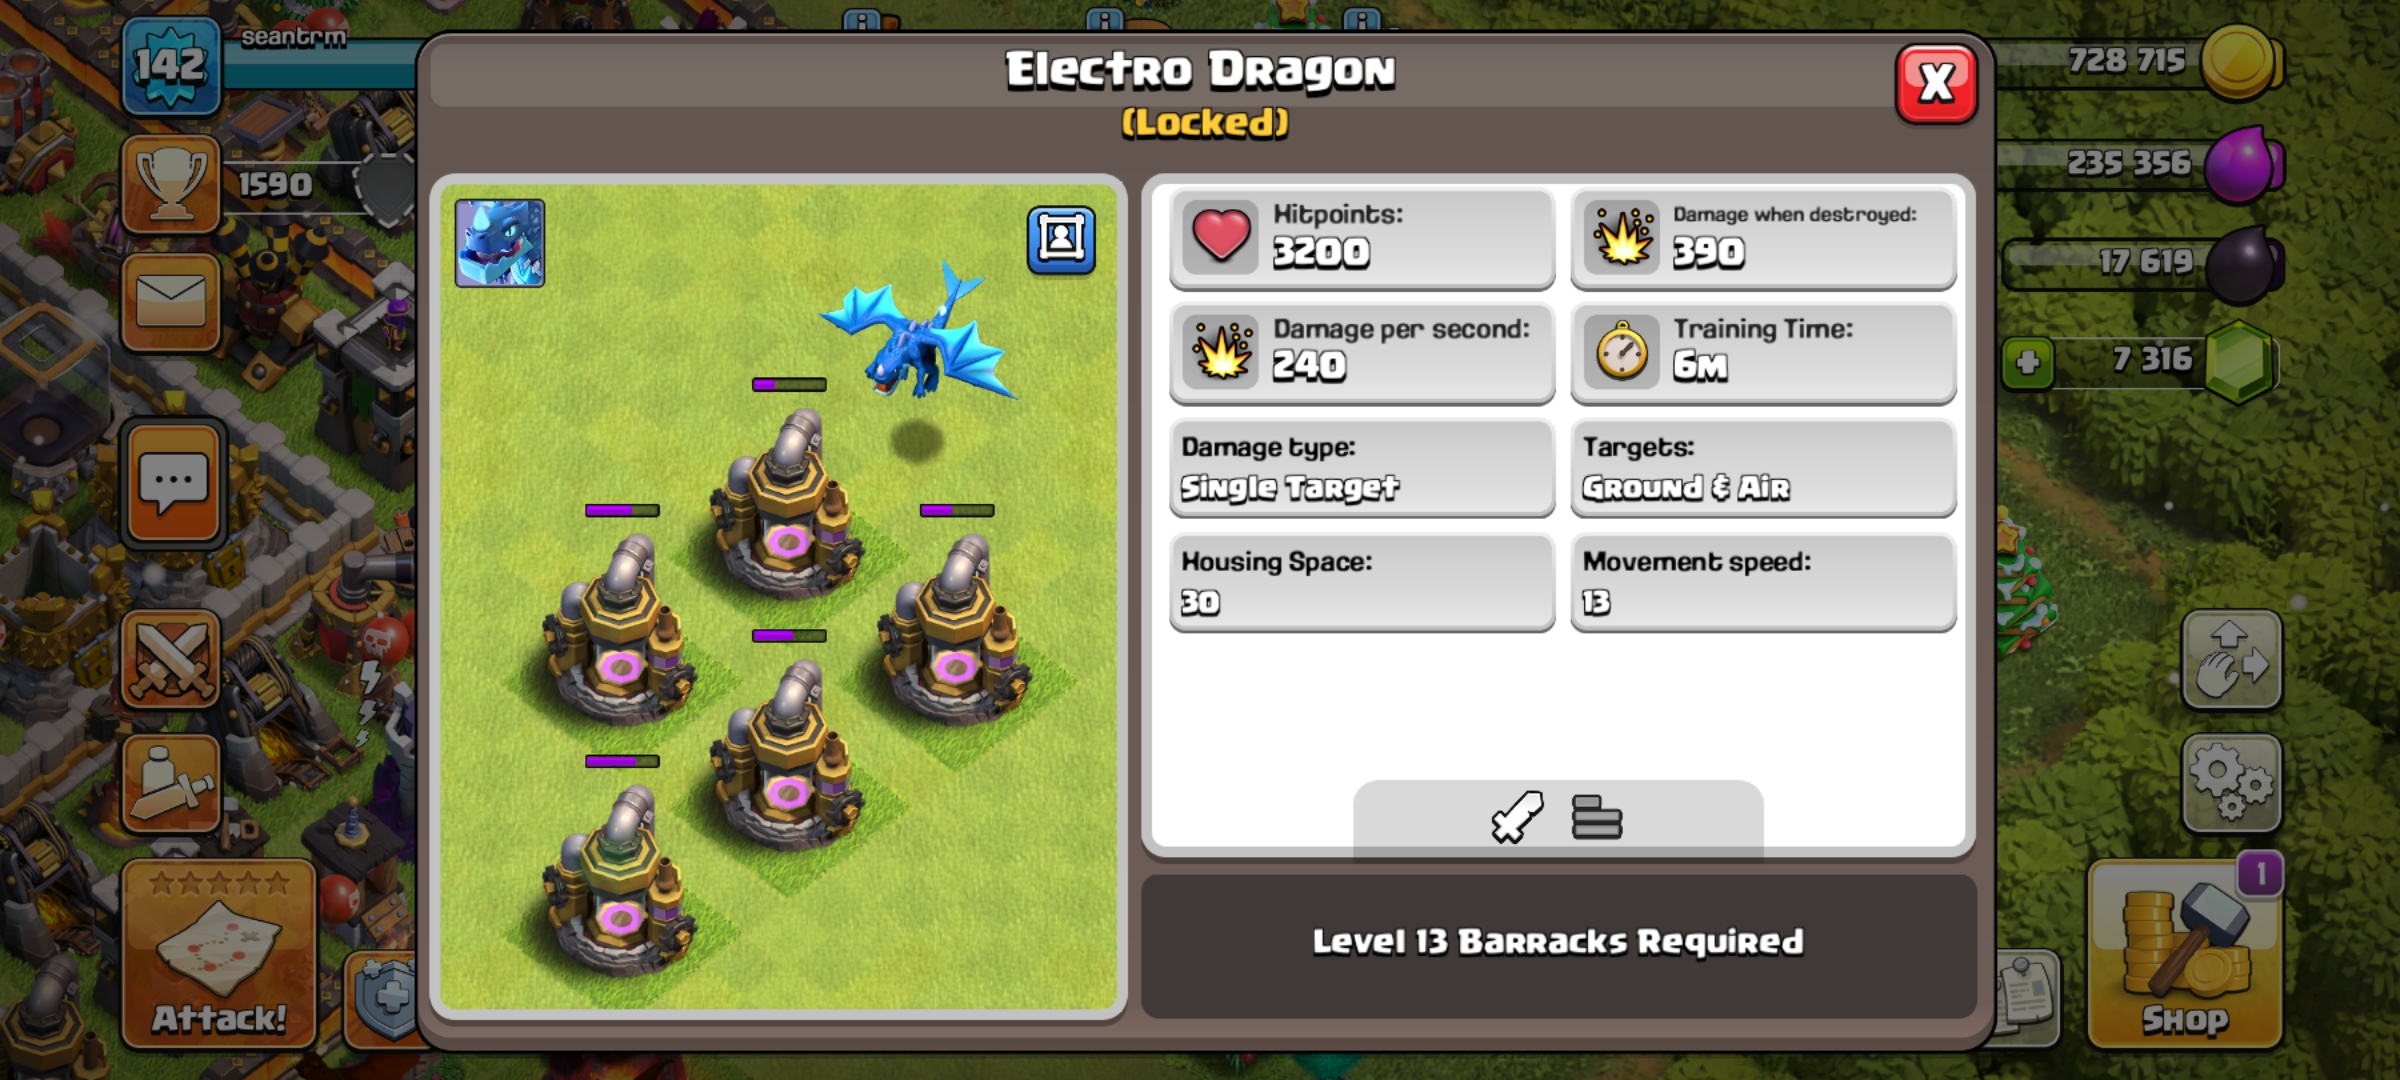 142
seantrm
1590
Electro Dragon
(Locked)
X
728 715
235 356
17 619
7 316
Hitpoints:
3200
Damage when destroyed:
390
Damage per second:
240
Training Time:
6m
Damage type:
Single Target
Targets:
Ground & Air
Housing Space:
30
Movement speed:
13
Level 13 Barracks Required
Attack!
1
Shop